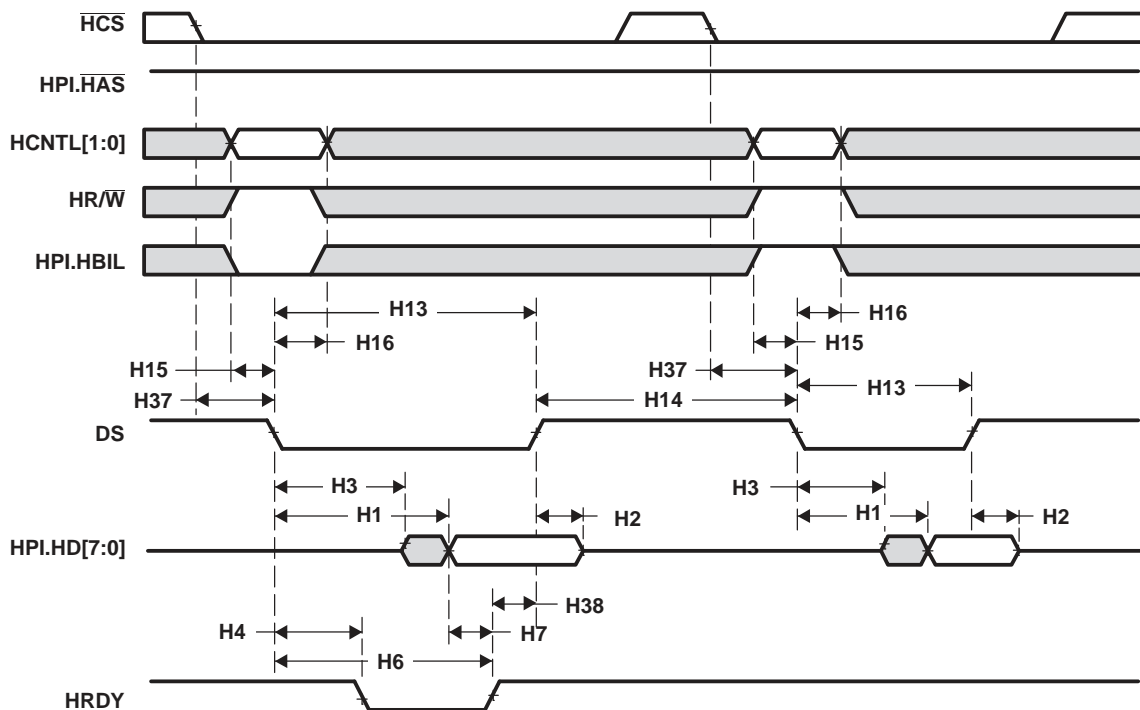 HCS
HPI.HAS
HCNTL[1:0]
HR/W
HPI.HBIL
H13
H16
H16
H15
H15
H37
H13
H37
H14
DS
H3
H3
H1
H2
H1
H2
HPI.HD[7:0]
H38
H4
H7
H6
HRDY